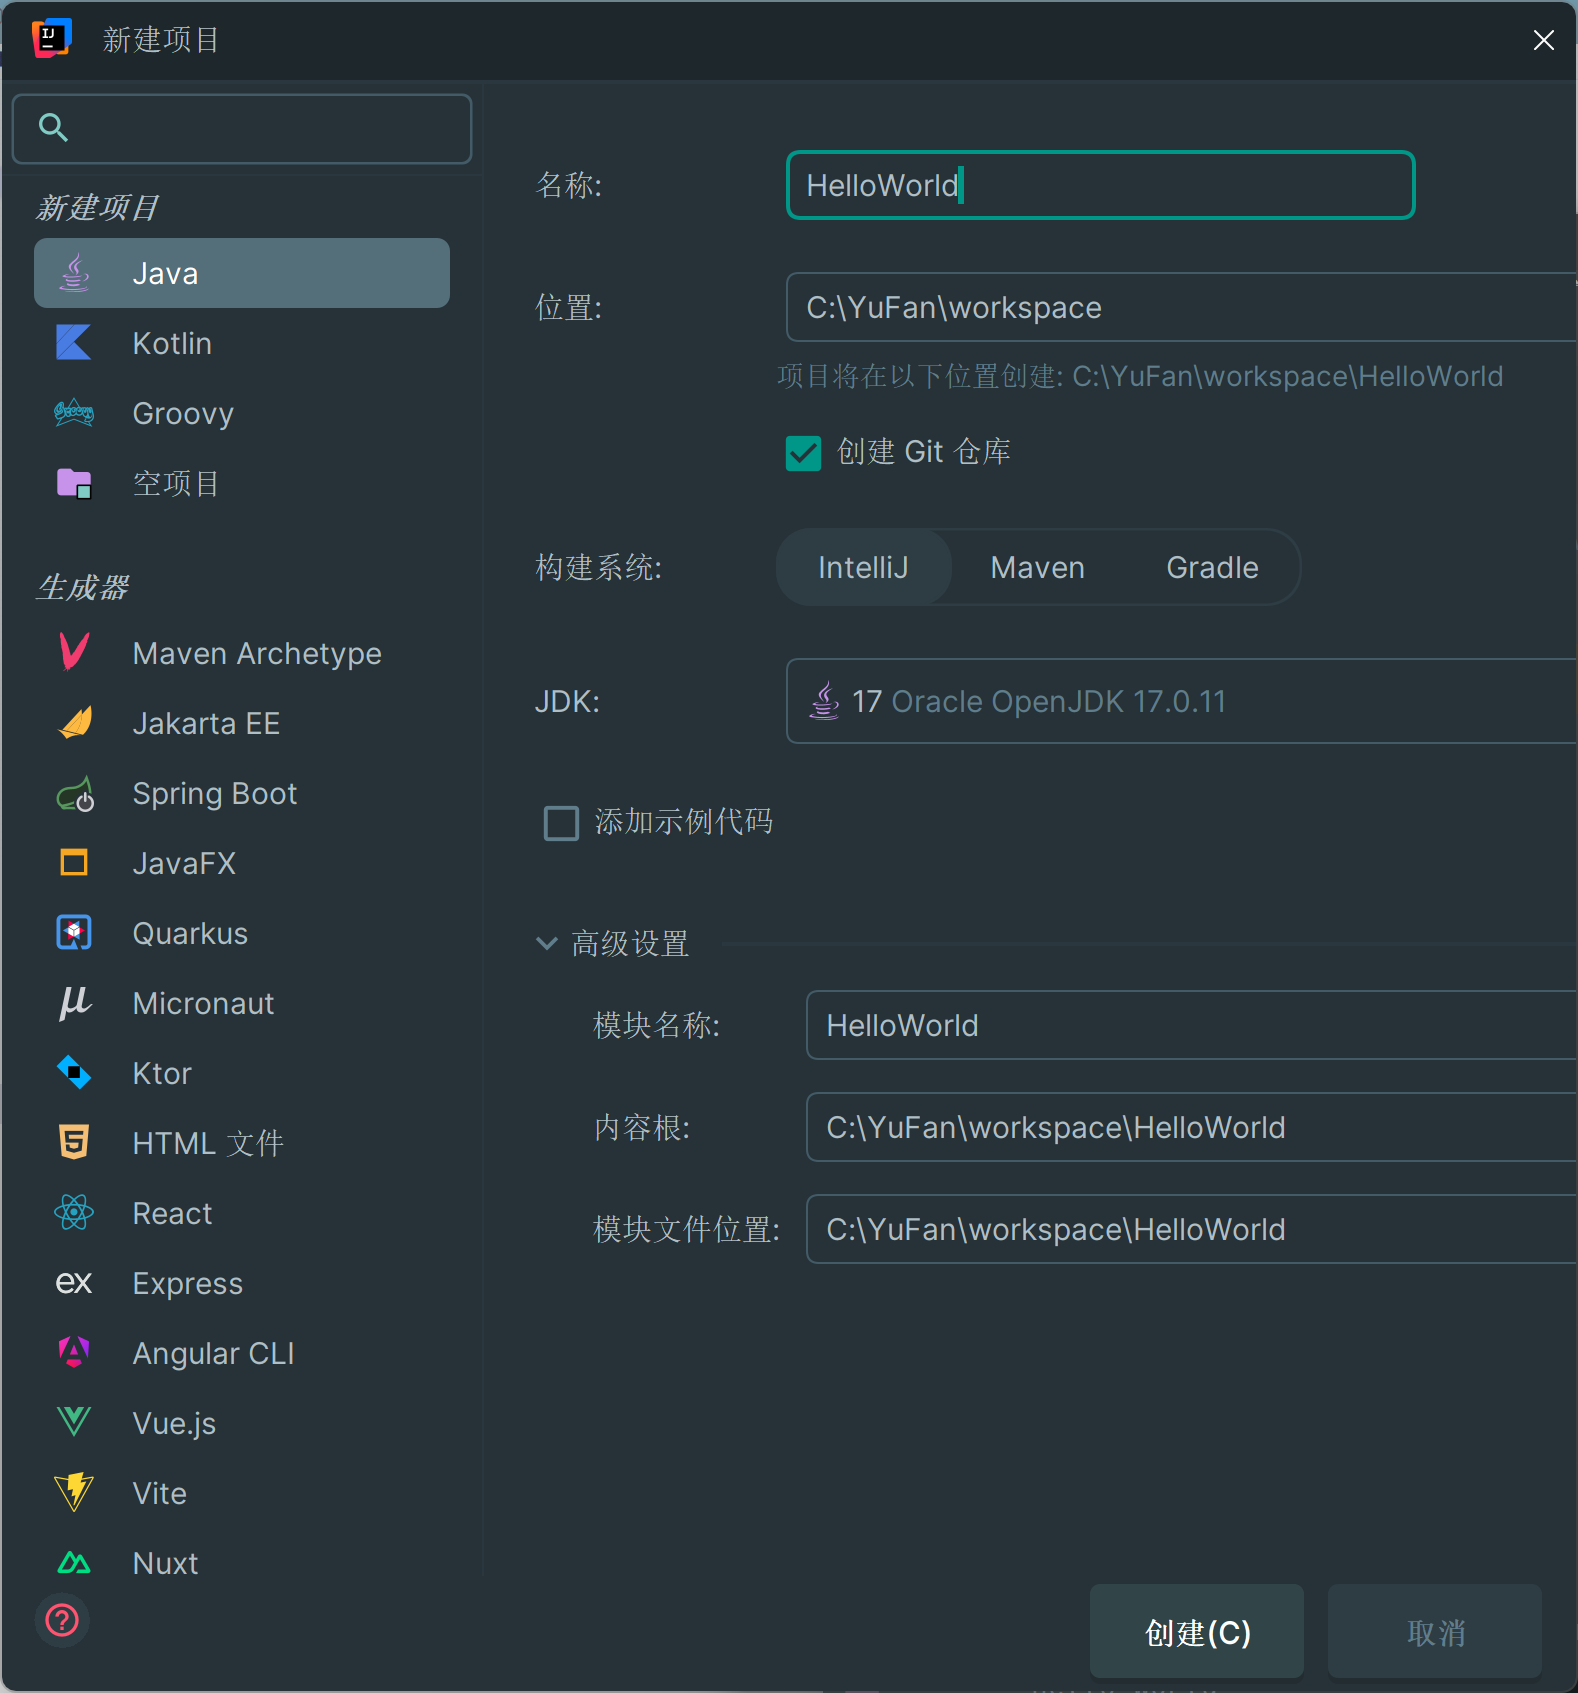 新建项目
新建项目
Java
Kotlin
Groovy
空项目
生成器
Maven Archetype
Jakarta EE
Spring Boot
JavaFX
Quarkus
Micronaut
Ktor
HTML 文件
React
Express
Angular CLI
Vue.js
Vite
Nuxt
名称: HelloWorld
位置: C:\YuFan\workspace
项目将在以下位置创建: C:\YuFan\workspace\HelloWorld
创建 Git 仓库
构建系统: IntelliJ Maven Gradle
JDK: 17 Oracle OpenJDK 17.0.11
添加示例代码
高级设置
模块名称: HelloWorld
内容根: C:\YuFan\workspace\HelloWorld
模块文件位置: C:\YuFan\workspace\HelloWorld
创建(C) 取消